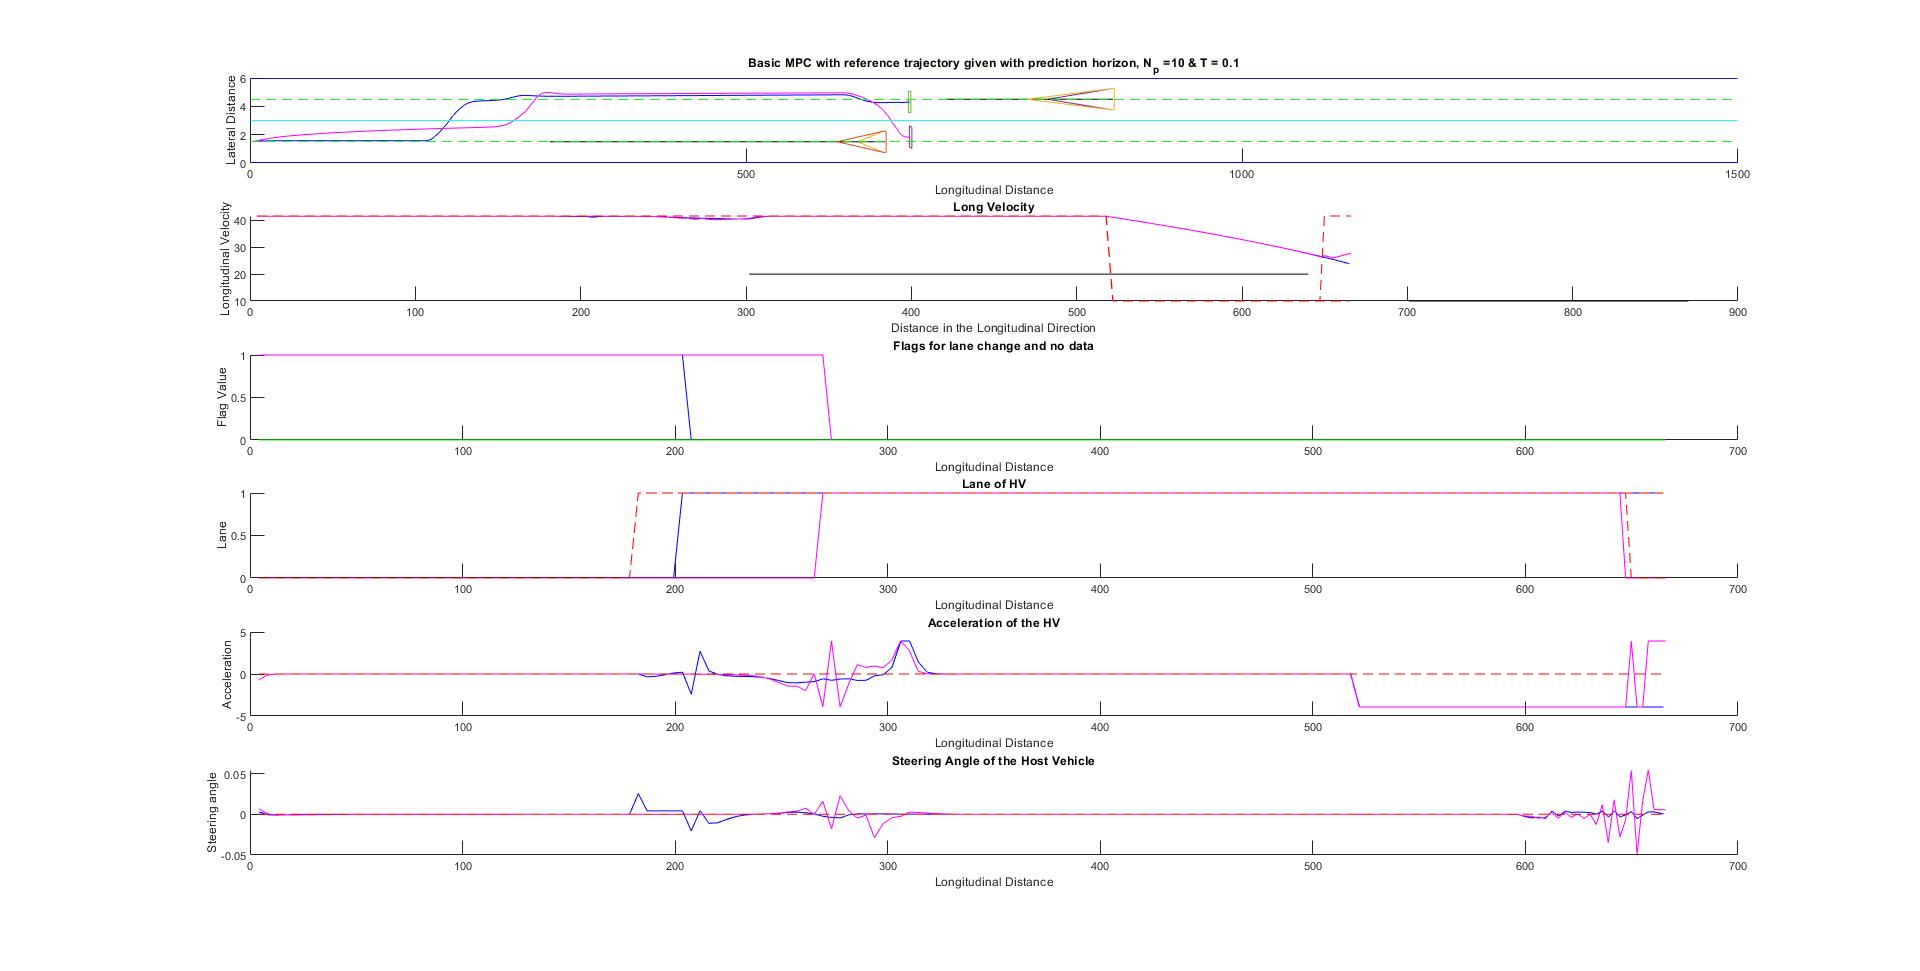 Basic MPC with reference trajectory given with prediction horizon, Np =10 & T = 0.1
Lateral Distance
6
4
2
0
0 500 1000 1500
Longitudinal Distance
Long Velocity
Longitudinal Velocity
40
30
20
10
0 100 200 300 400 500 600 700 800 900
Distance in the Longitudinal Direction
Flags for lane change and no data
Flag Value
1
0.5
0
0 100 200 300 400 500 600 700
Longitudinal Distance
Lane of HV
Lane
1
0.5
0
0 100 200 300 400 500 600 700
Longitudinal Distance
Acceleration of the HV
Acceleration
5
0
-5
0 100 200 300 400 500 600 700
Longitudinal Distance
Steering Angle of the Host Vehicle
Steering angle
0.05
0
-0.05
0 100 200 300 400 500 600 700
Longitudinal Distance